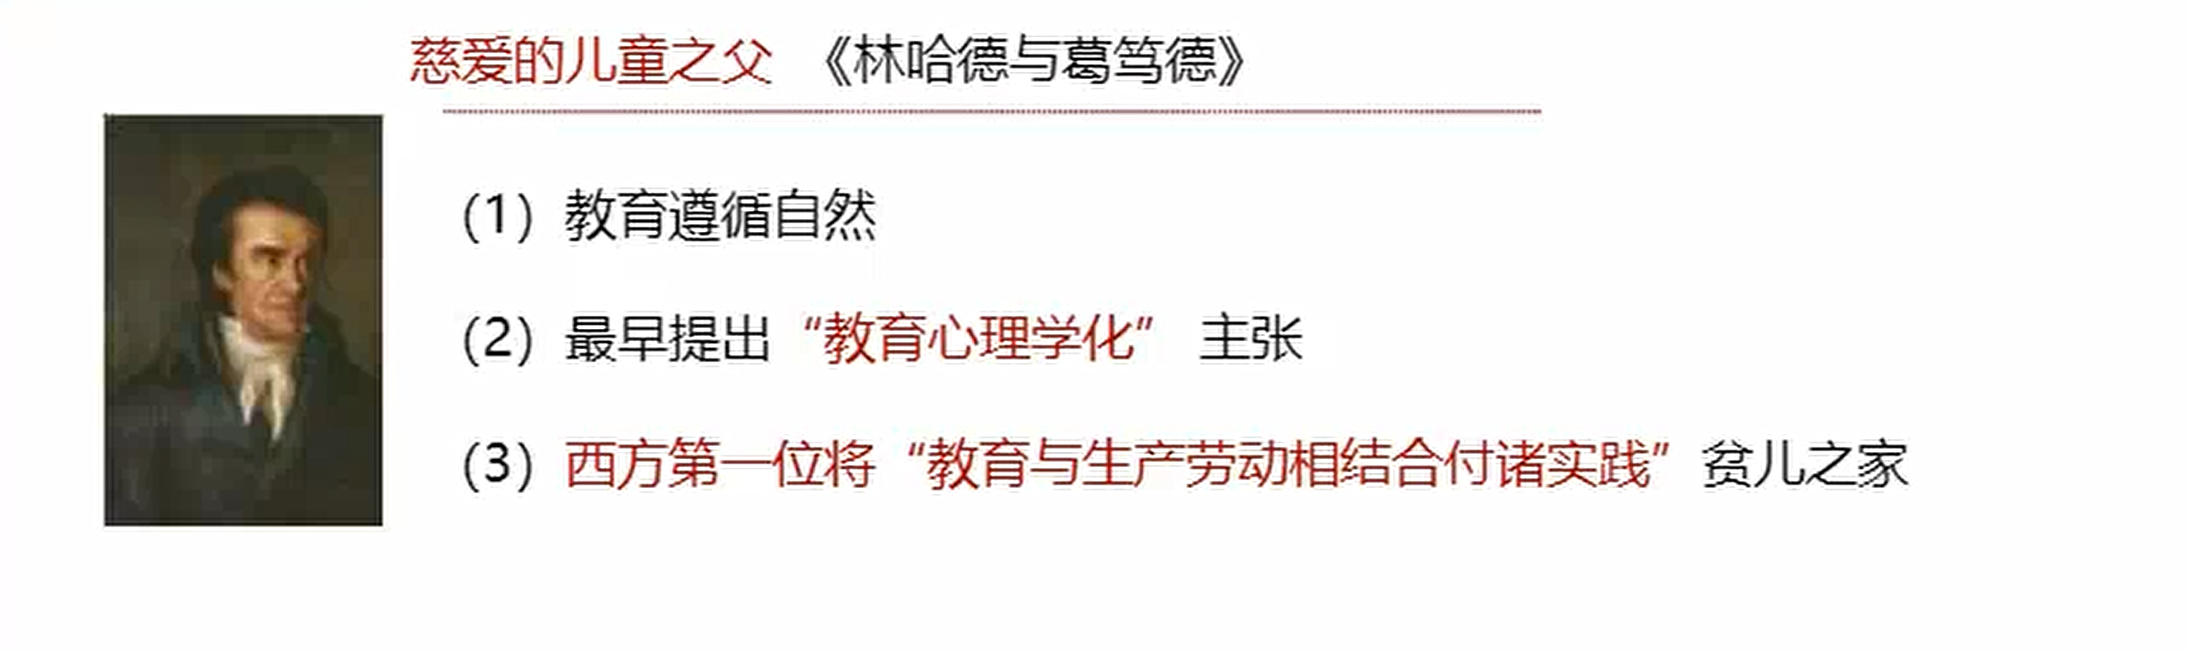 慈爱的儿童之父 《林哈德与葛笃德》
(1) 教育遵循自然
(2) 最早提出“教育心理学化” 主张
(3) 西方第一位将“教育与生产劳动相结合付诸实践”贫儿之家